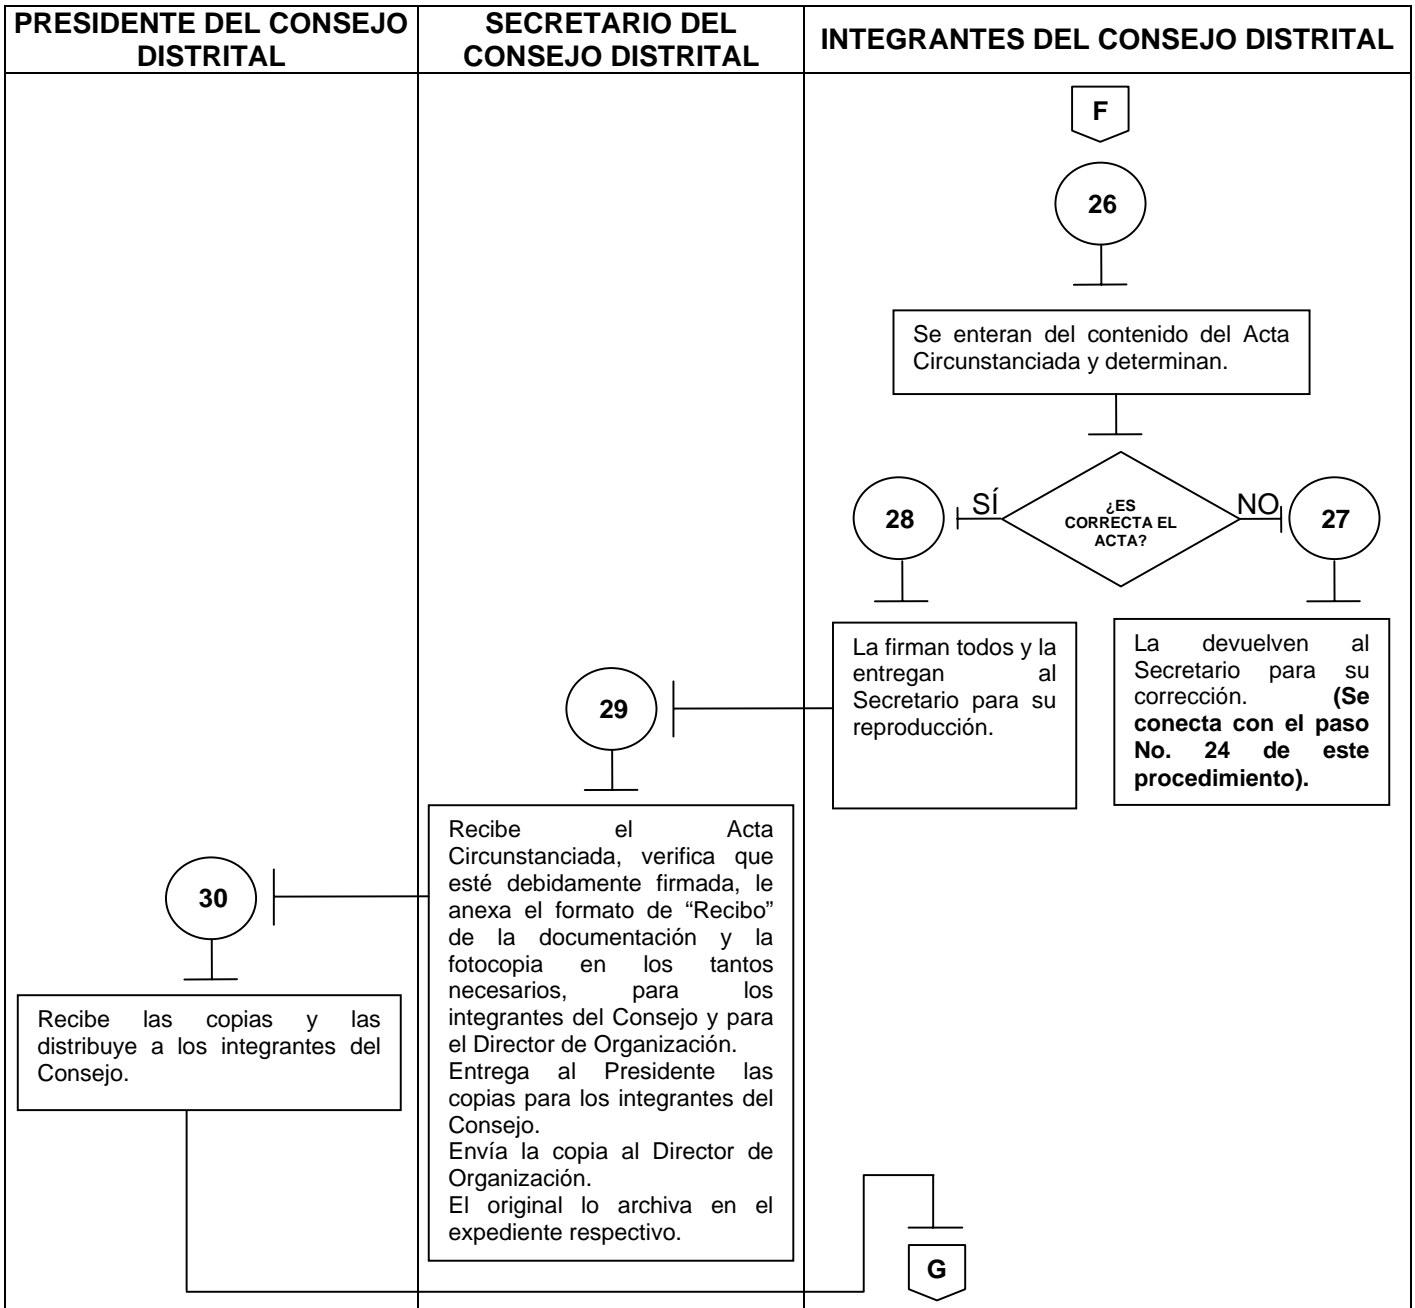 PRESIDENTE DEL CONSEJO
DISTRITAL
SECRETARIO DEL
CONSEJO DISTRITAL
INTEGRANTES DEL CONSEJO DISTRITAL
F
26
Se enteran del contenido del Acta
Circunstanciada y determinan.
¿ES
CORRECTA EL
ACTA?
SÍ
NO
28
27
La firman todos y la
entregan al
Secretario para su
reproducción.
La devuelven al
Secretario para su
corrección. (Se
conecta con el paso
No. 24 de este
procedimiento).
29
Recibe el Acta
Circunstanciada, verifica que
esté debidamente firmada, le
anexa el formato de “Recibo”
de la documentación y la
fotocopia en los tantos
necesarios, para los
integrantes del Consejo y para
el Director de Organización.
Entrega al Presidente las
copias para los integrantes del
Consejo.
Envía la copia al Director de
Organización.
El original lo archiva en el
expediente respectivo.
30
Recibe las copias y las
distribuye a los integrantes del
Consejo.
G